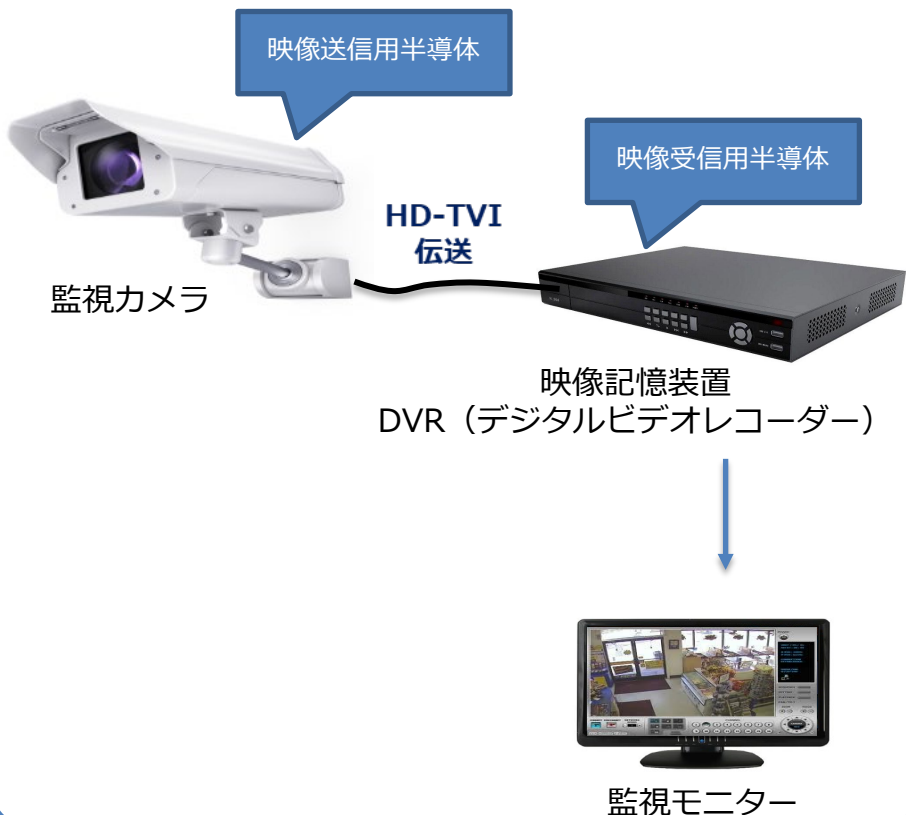 映像送信用半導体
映像受信用半導体
HD-TVI
伝送
監視カメラ
映像記憶装置
DVR（デジタルビデオレコーダー）
監視モニター